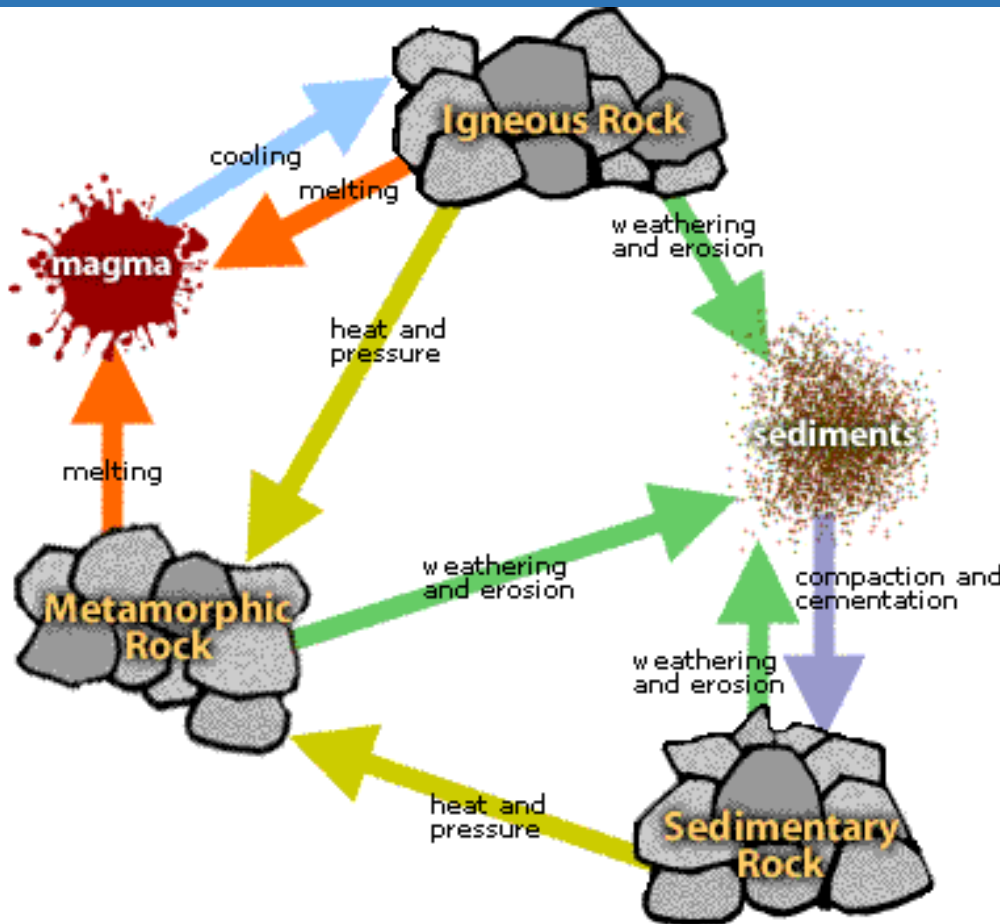 Igneous Rock
cooling
melting
weathering
and erosion
magma
heat and
pressure
sediments
melting
weathering
and erosion
compaction and
cementation
Metamorphic
Rock
weathering
and erosion
heat and
pressure
Sedimentary
Rock